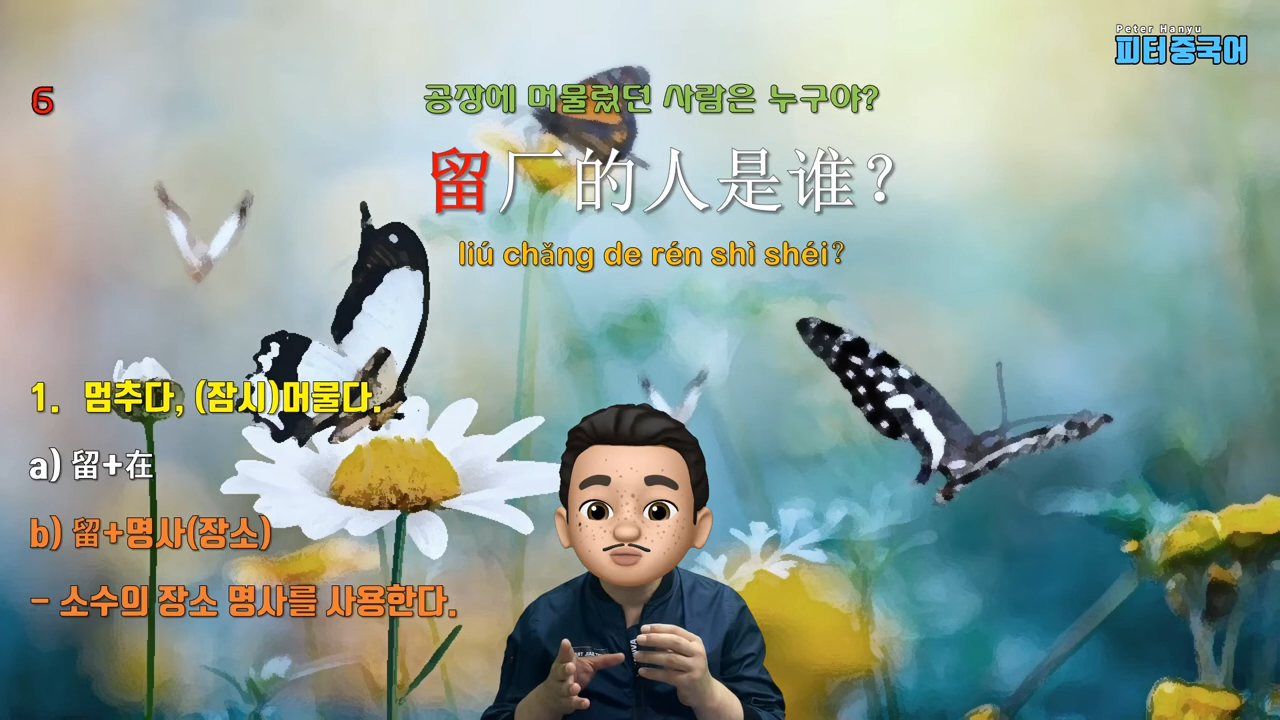 Peter Hanyu
피터 중국어
6
공장에 머물렀던 사람은 누구야?
留厂的人是谁？
liú chǎng de rén shì shéi？
1. 멈추다, (잠시)머물다.
a) 留+在
b) 留+명사(장소)
- 소수의 장소 명사를 사용한다.